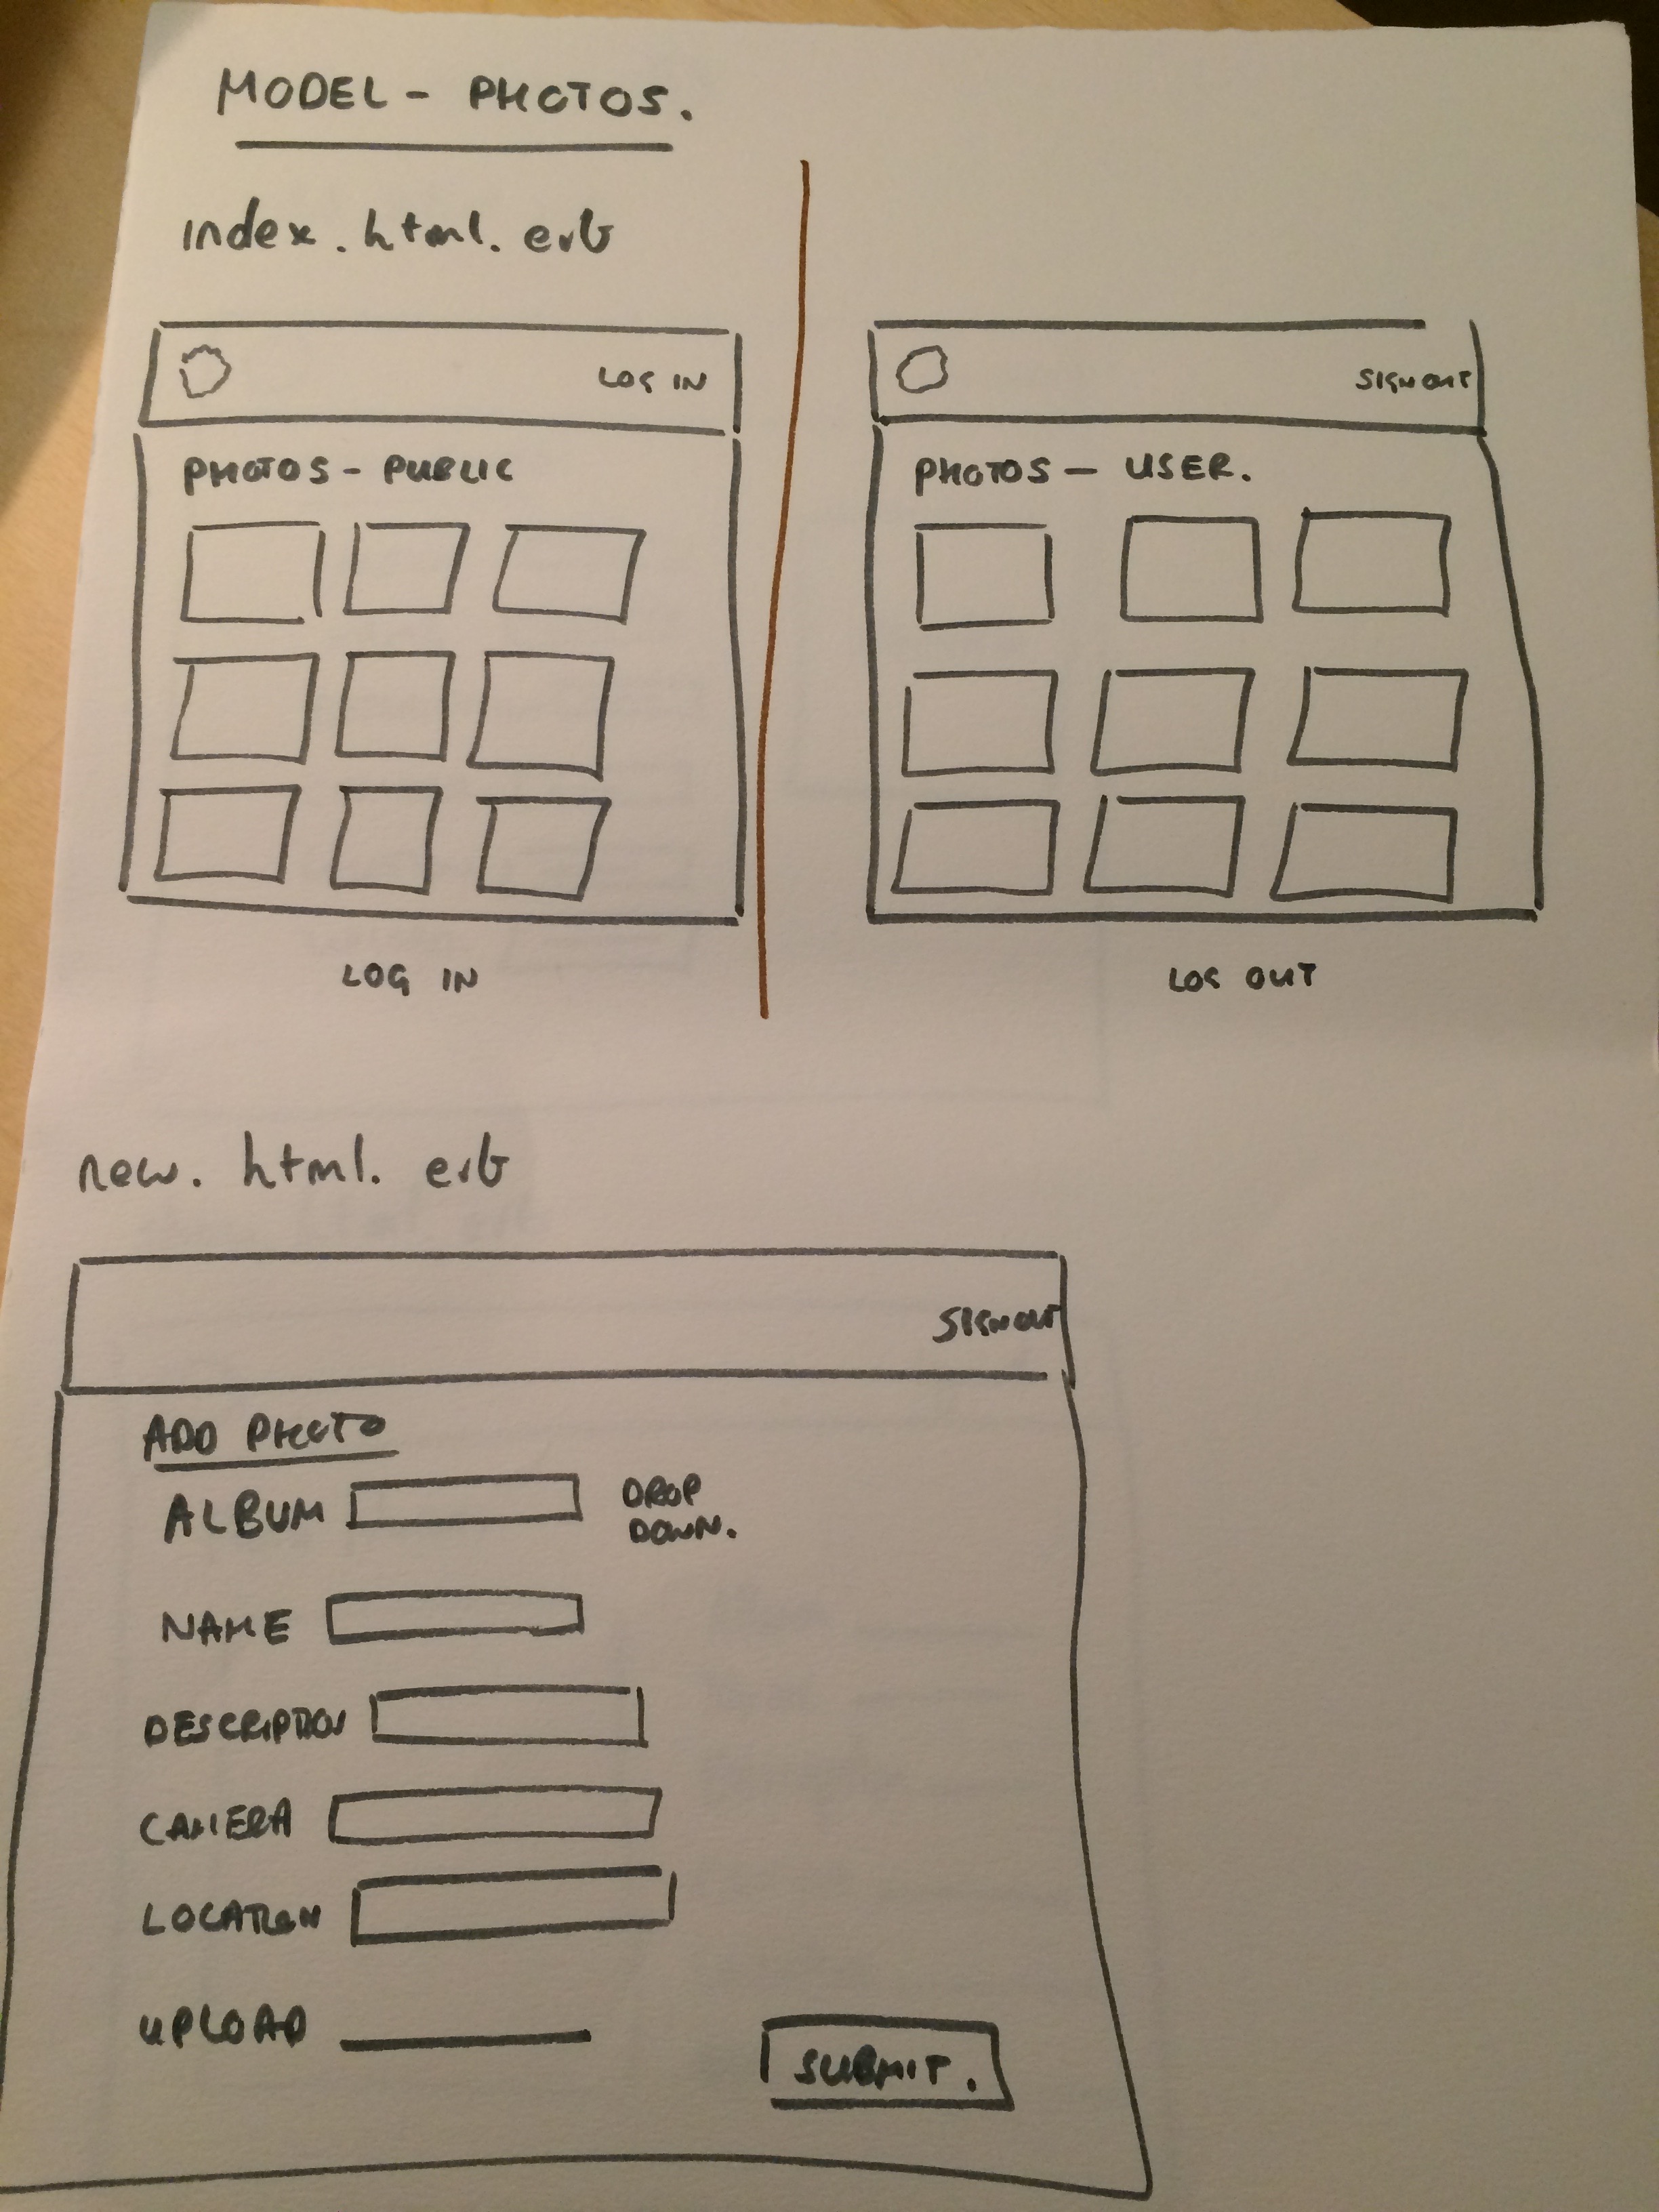 MODEL - PHOTOS.
index.html.erb
LOG IN
PHOTOS - PUBLIC
LOG IN
SIGN OUT
PHOTOS - USER.
LOG OUT
new.html.erb
SIGN OUT
ADD PHOTO
ALBUM
DROP
DOWN.
NAME
DESCRIPTION
CAMERA
LOCATION
UPLOAD
SUBMIT.